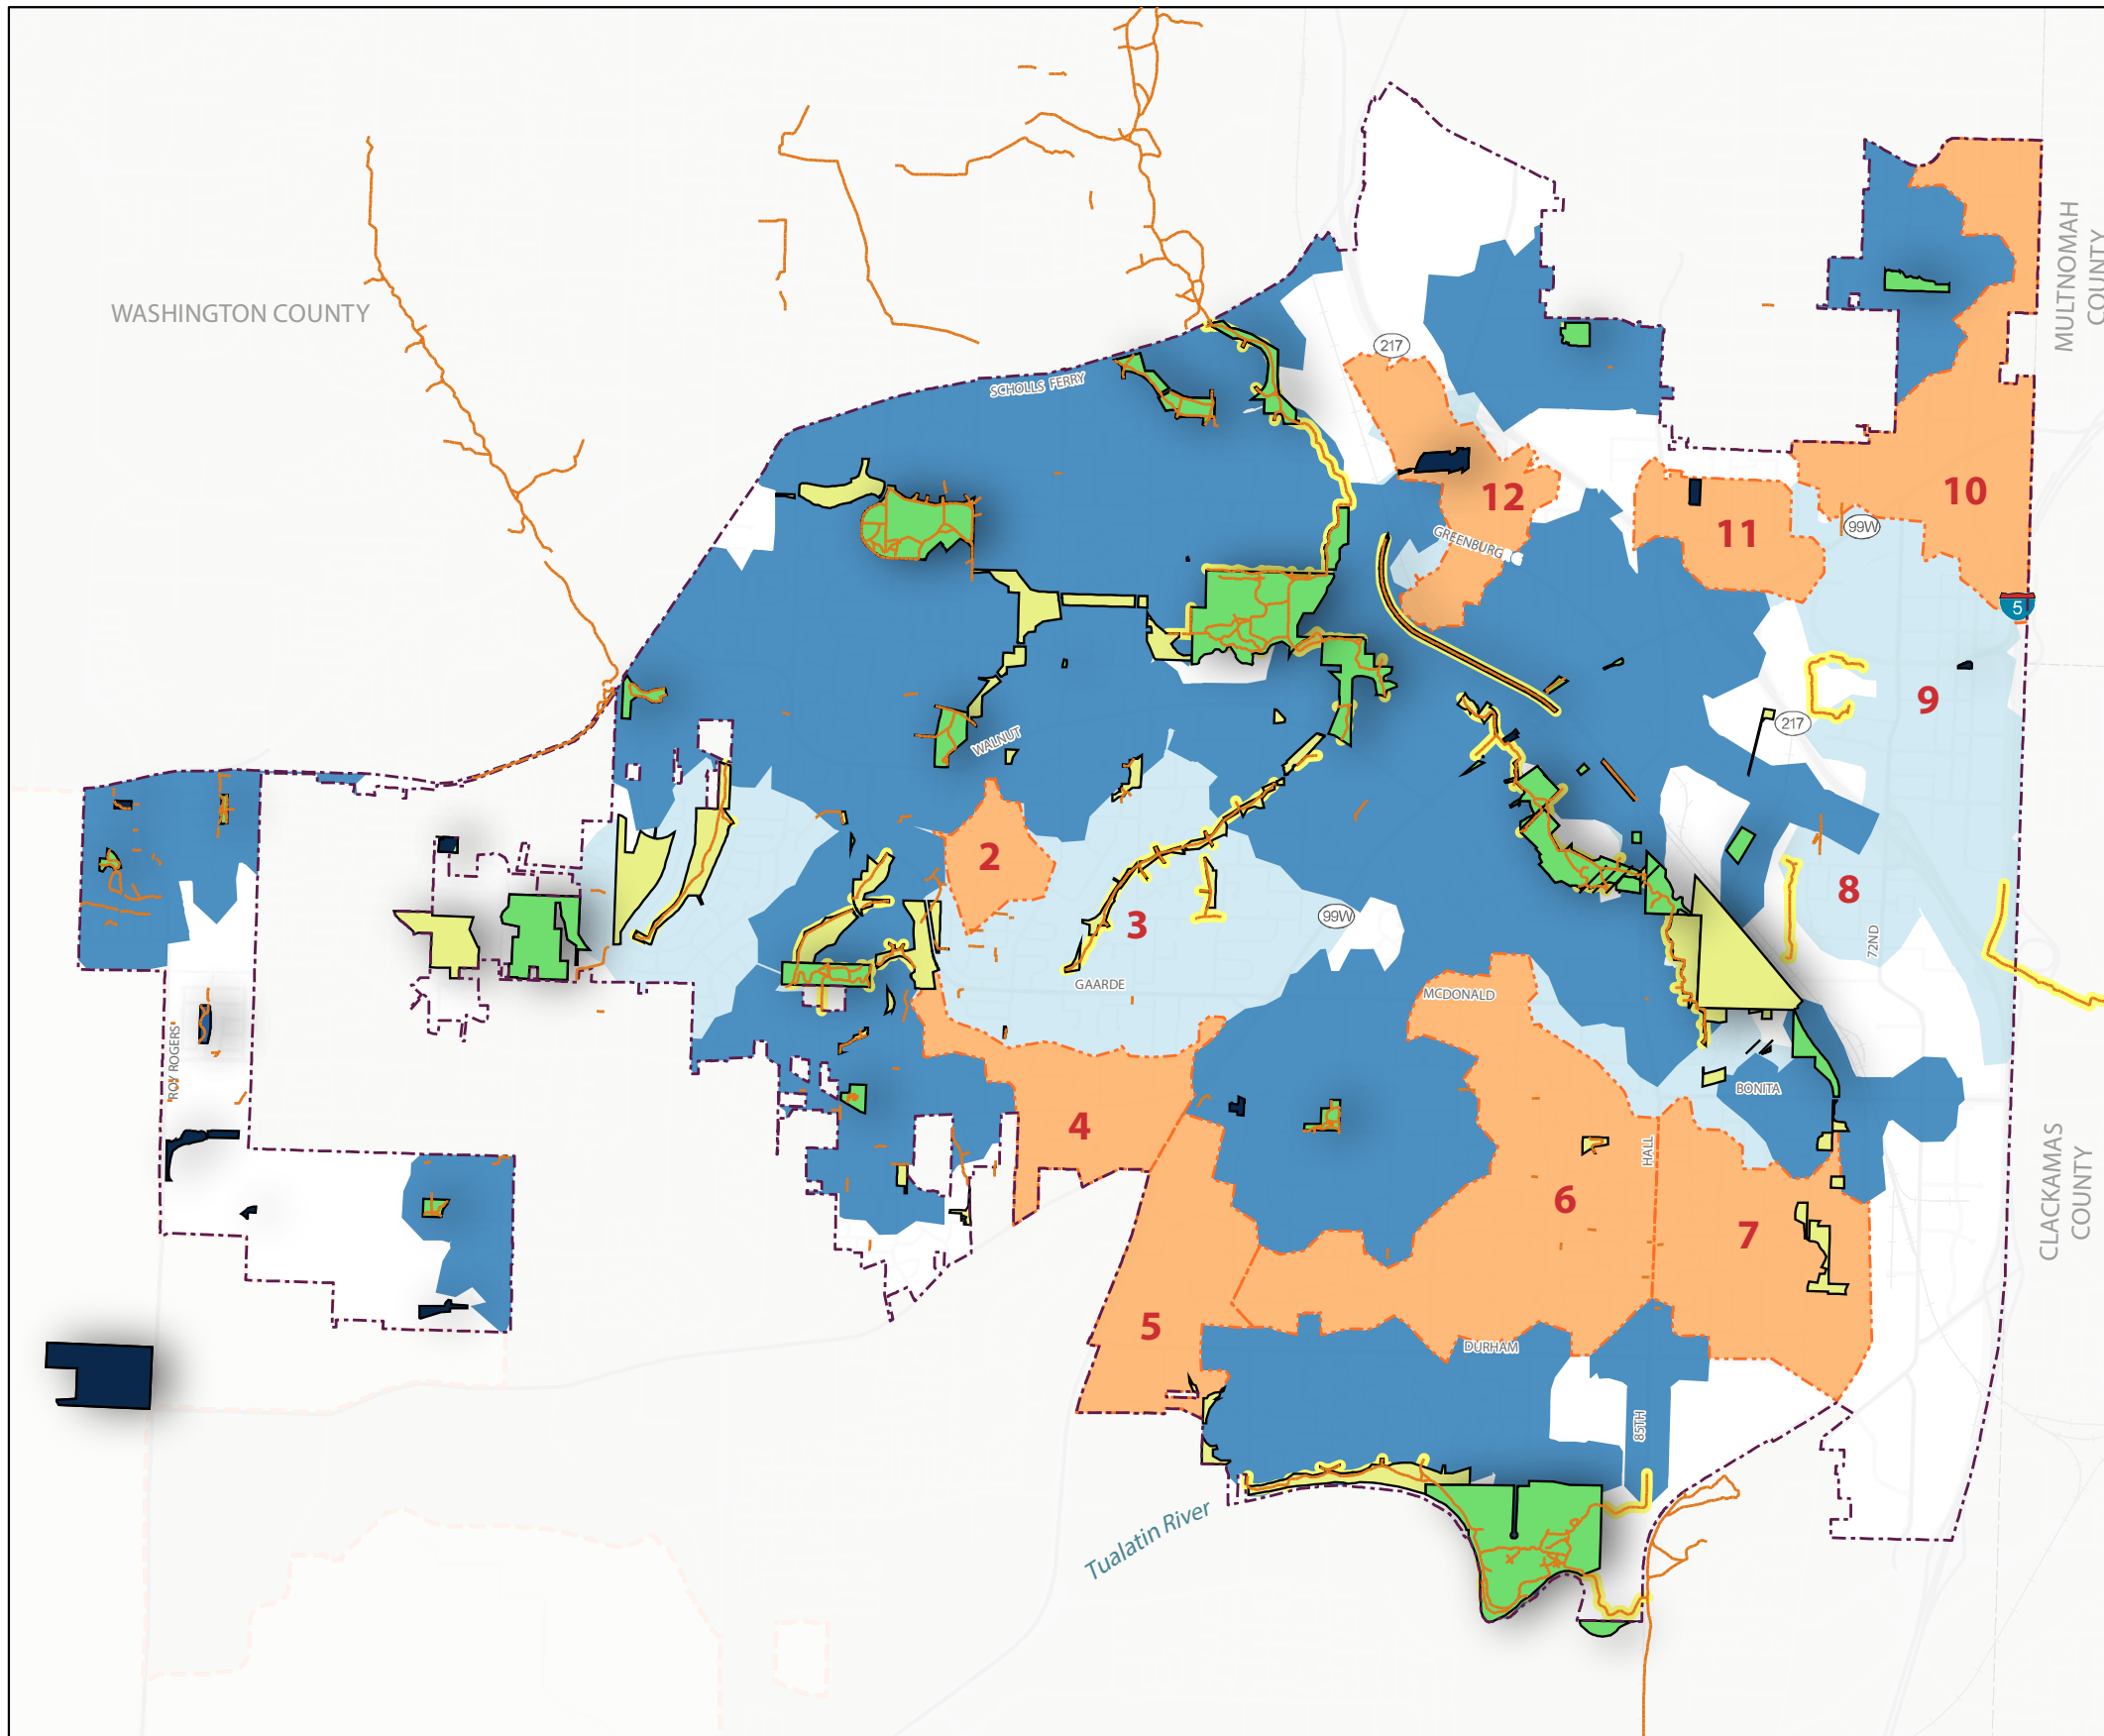 WASHINGTON COUNTY
MULTNOMAH
COUNTY
SCHOLLS FERRY
217
12
10
11
99W
GREENBURG
5
9
217
WALNUT
2
8
3
99W
72ND
GAARDE
MCDONALD
ROY ROGERS
BONITA
4
HALL
6
7
CLACKAMAS
COUNTY
5
DURHAM
85TH
Tualatin River